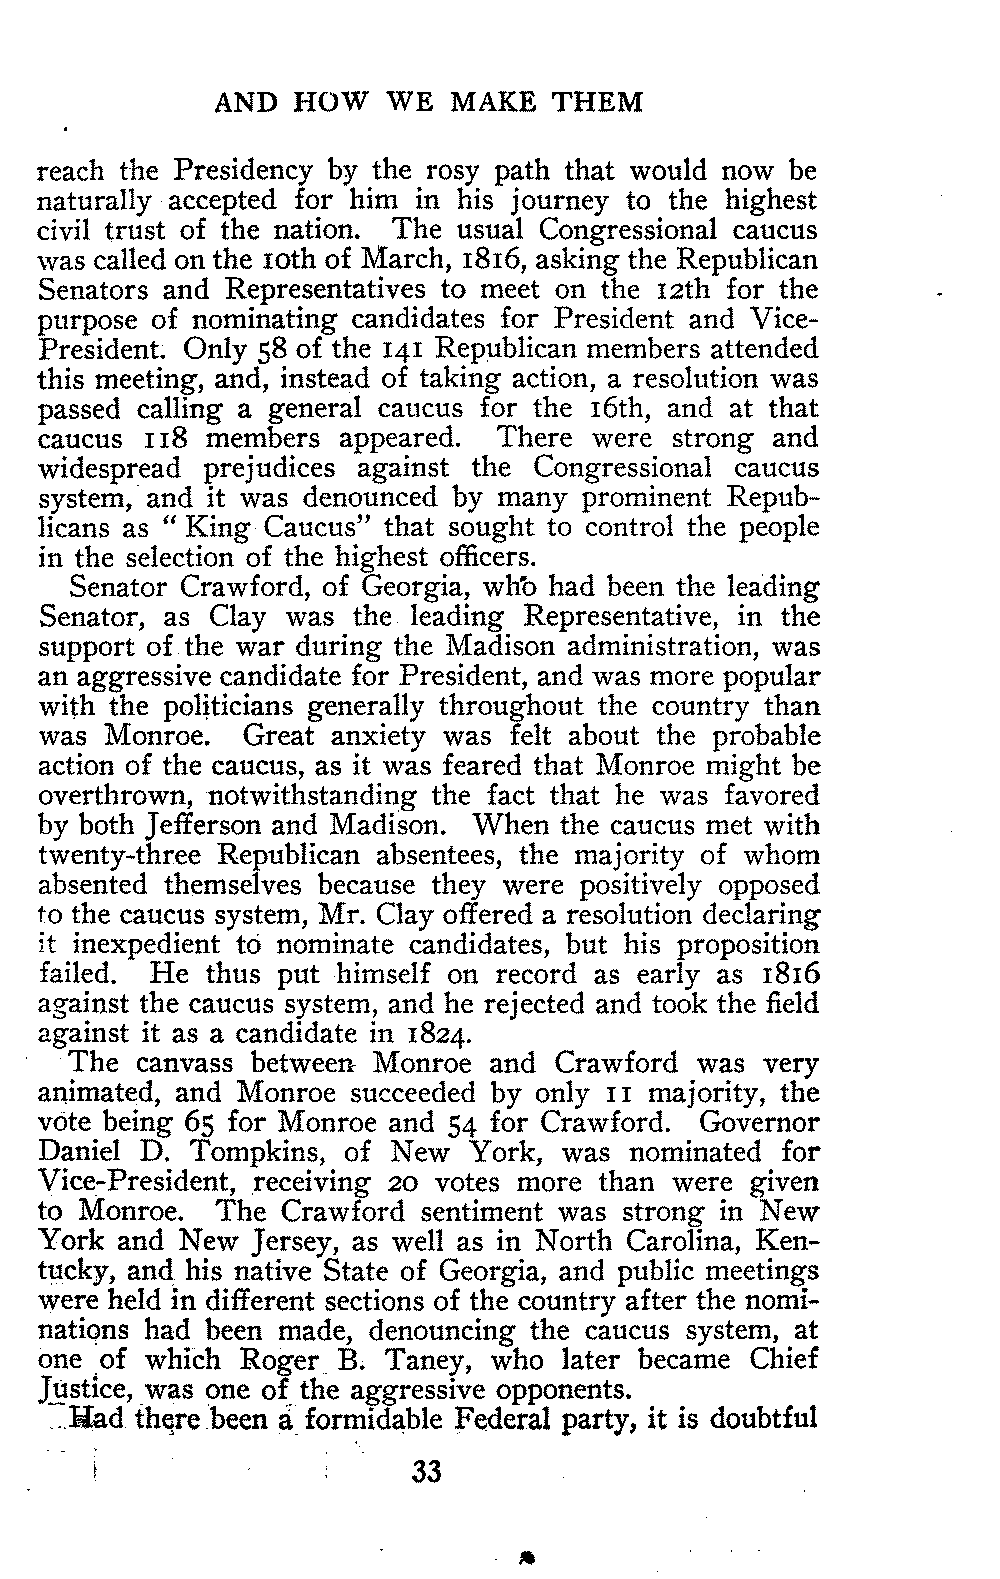 AND HOW WE MAKE THEM
reach the Presidency by the rosy path that would now be
naturally accepted for him in his journey to the highest
civil trust of the nation. The usual Congressional caucus
was called on the 10th of March, 1816, asking the Republican
Senators and Representatives to meet on the 12th for the
purpose of nominating candidates for President and Vice-
President. Only 58 of the 141 Republican members attended
this meeting, and, instead of taking action, a resolution was
passed calling a general caucus for the 16th, and at that
caucus 118 members appeared. There were strong and
widespread prejudices against the Congressional caucus
system, and it was denounced by many prominent Repub-
licans as “ King Caucus” that sought to control the people
in the selection of the highest officers.
Senator Crawford, of Georgia, who had been the leading
Senator, as Clay was the leading Representative, in the
support of the war during the Madison administration, was
an aggressive candidate for President, and was more popular
with the politicians generally throughout the country than
was Monroe. Great anxiety was felt about the probable
action of the caucus, as it was feared that Monroe might be
overthrown, notwithstanding the fact that he was favored
by both Jefferson and Madison. When the caucus met with
twenty-three Republican absentees, the majority of whom
absented themselves because they were positively opposed
to the caucus system, Mr. Clay offered a resolution declaring
it inexpedient to nominate candidates, but his proposition
failed. He thus put himself on record as early as 1816
against the caucus system, and he rejected and took the field
against it as a candidate in 1824.
The canvass between Monroe and Crawford was very
animated, and Monroe succeeded by only 11 majority, the
vote being 65 for Monroe and 54 for Crawford. Governor
Daniel D. Tompkins, of New York, was nominated for
Vice-President, receiving 20 votes more than were given
to Monroe. The Crawford sentiment was strong in New
York and New Jersey, as well as in North Carolina, Ken-
tucky, and his native State of Georgia, and public meetings
were held in different sections of the country after the nomi-
nations had been made, denouncing the caucus system, at
one of which Roger B. Taney, who later became Chief
Justice, was one of the aggressive opponents.
Had there been a formidable Federal party, it is doubtful
33